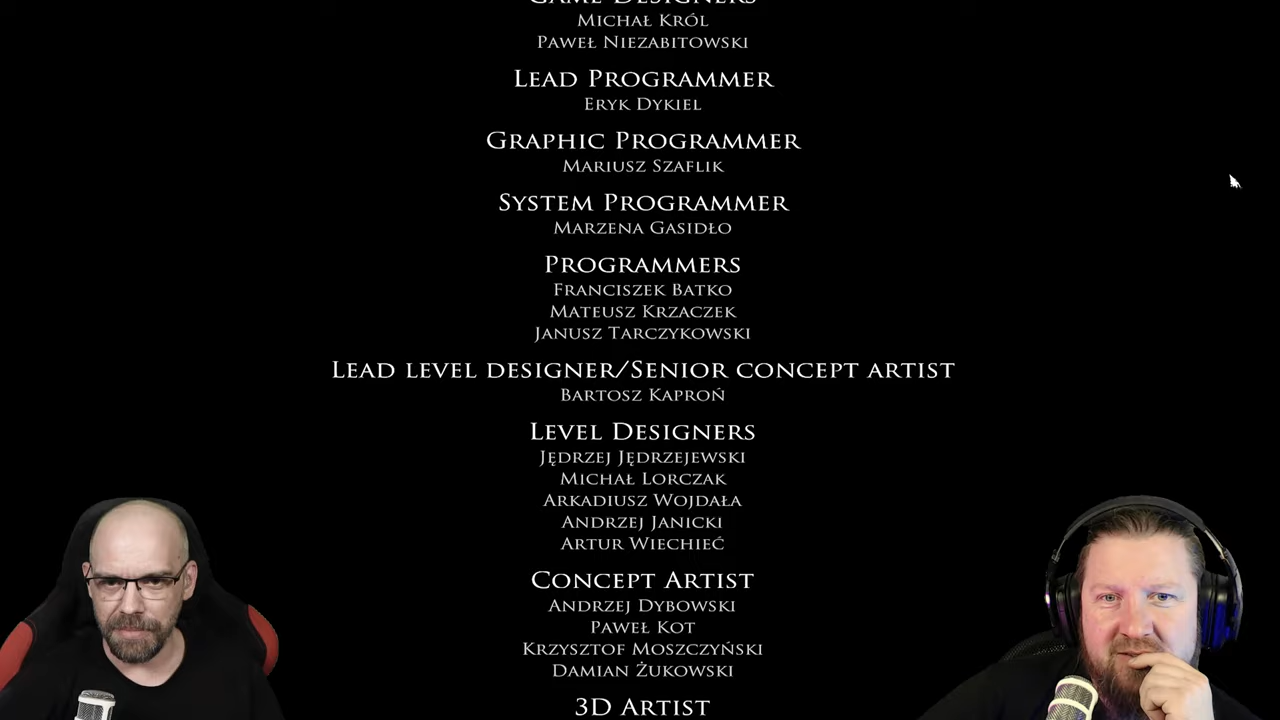 Game Designers
Michał Król
Paweł Niezabitowski
Lead Programmer
Eryk Dykiel
Graphic Programmer
Mariusz Szaflik
System Programmer
Marzena Gasidło
Programmers
Franciszek Batko
Mateusz Krzaczek
Janusz Tarczykowski
Lead level designer/Senior concept artist
Bartosz Kaproń
Level Designers
Jędrzej Jędrzejewski
Michał Lorczak
Arkadiusz Wojdała
Andrzej Janicki
Artur Wiechieć
Concept Artist
Andrzej Dybowski
Paweł Kot
Krzysztof Moszczyński
Damian Żukowski
3D Artist